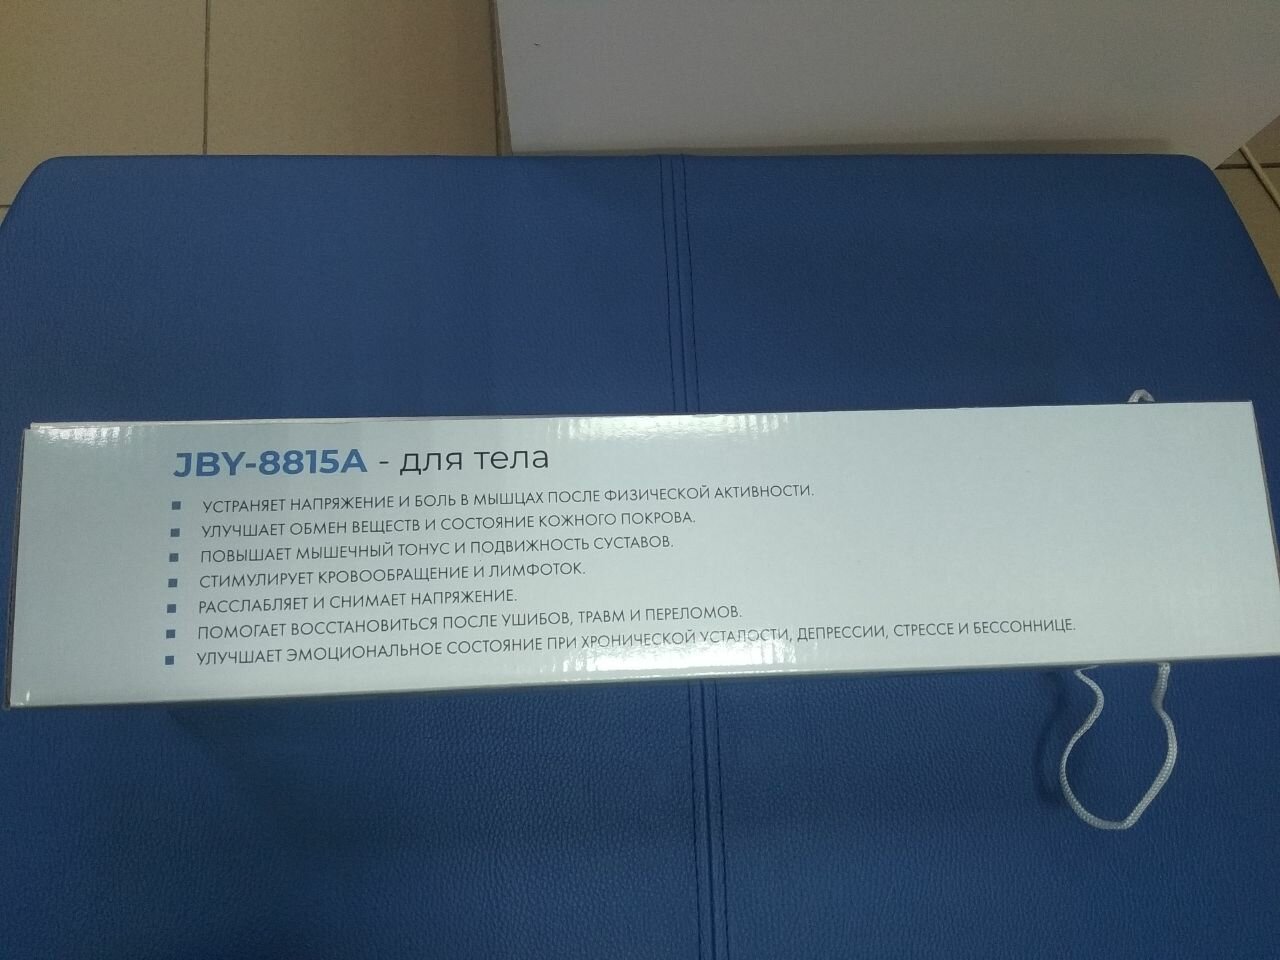 JBY-8815A - для тела
УСТРАНЯЕТ НАПРЯЖЕНИЕ И БОЛЬ В МЫШЦАХ ПОСЛЕ ФИЗИЧЕСКОЙ АКТИВНОСТИ.
УЛУЧШАЕТ ОБМЕН ВЕЩЕСТВ И СОСТОЯНИЕ КОЖНОГО ПОКРОВА.
ПОВЫШАЕТ МЫШЕЧНЫЙ ТОНУС И ПОДВИЖНОСТЬ СУСТАВОВ.
СТИМУЛИРУЕТ КРОВООБРАЩЕНИЕ И ЛИМФОТОК.
РАССЛАБЛЯЕТ И СНИМАЕТ НАПРЯЖЕНИЕ.
ПОМОГАЕТ ВОССТАНОВИТЬСЯ ПОСЛЕ УШИБОВ, ТРАВМ И ПЕРЕЛОМОВ.
УЛУЧШАЕТ ЭМОЦИОНАЛЬНОЕ СОСТОЯНИЕ ПРИ ХРОНИЧЕСКОЙ УСТАЛОСТИ, ДЕПРЕССИИ, СТРЕССЕ И БЕССОННИЦЕ.